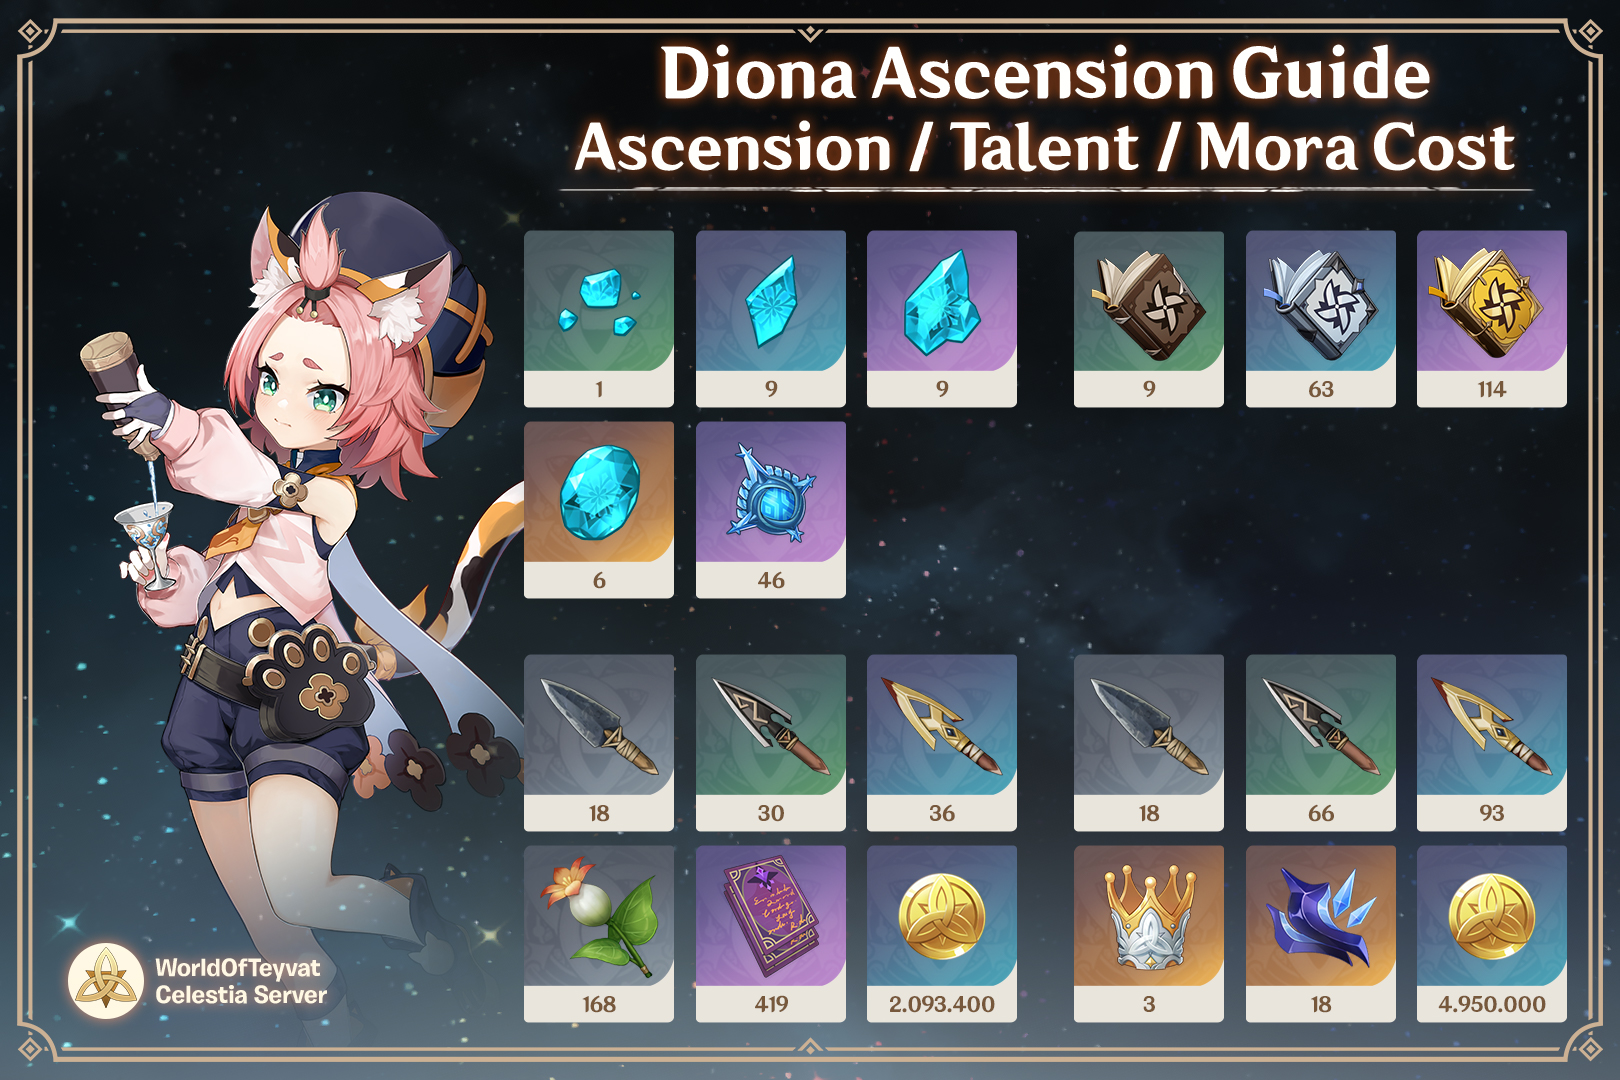 Diona Ascension Guide
Ascension / Talent / Mora Cost
1 9 9 9 63 114
6 46
18 30 36 18 66 93
168 419 2.093.400 3 18 4.950.000
WorldOfTeyvat
Celestia Server